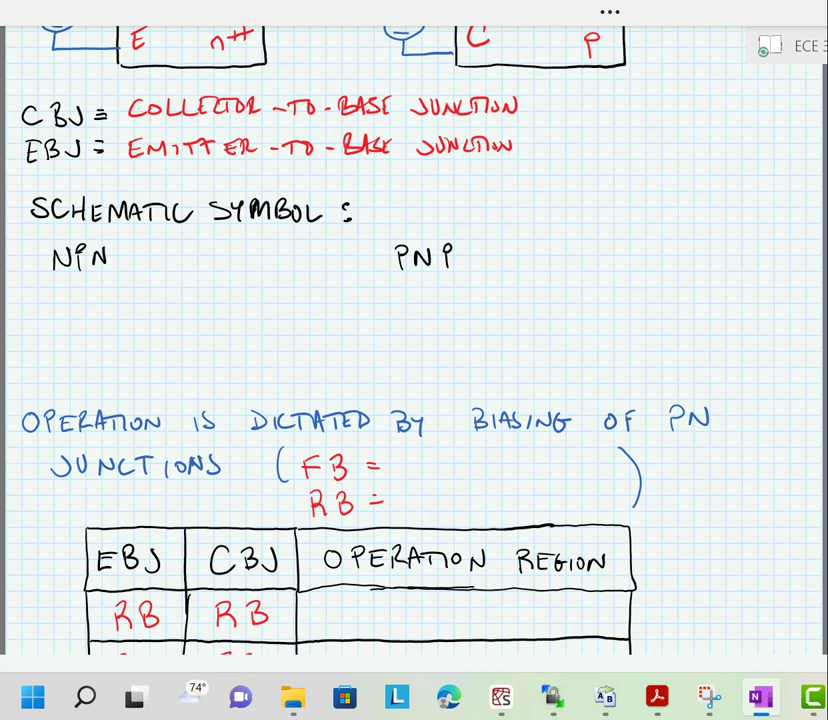 ECE 3
E n++ C P
CBJ ≡ COLLECTOR-TO-BASE JUNCTION
EBJ ≡ EMITTER-TO-BASE JUNCTION
SCHEMATIC SYMBOL:
NPN PNP
OPERATION IS DICTATED BY BIASING OF PN
JUNCTIONS (FB =
RB = )
EBJ CBJ OPERATION REGION
RB RB
74°